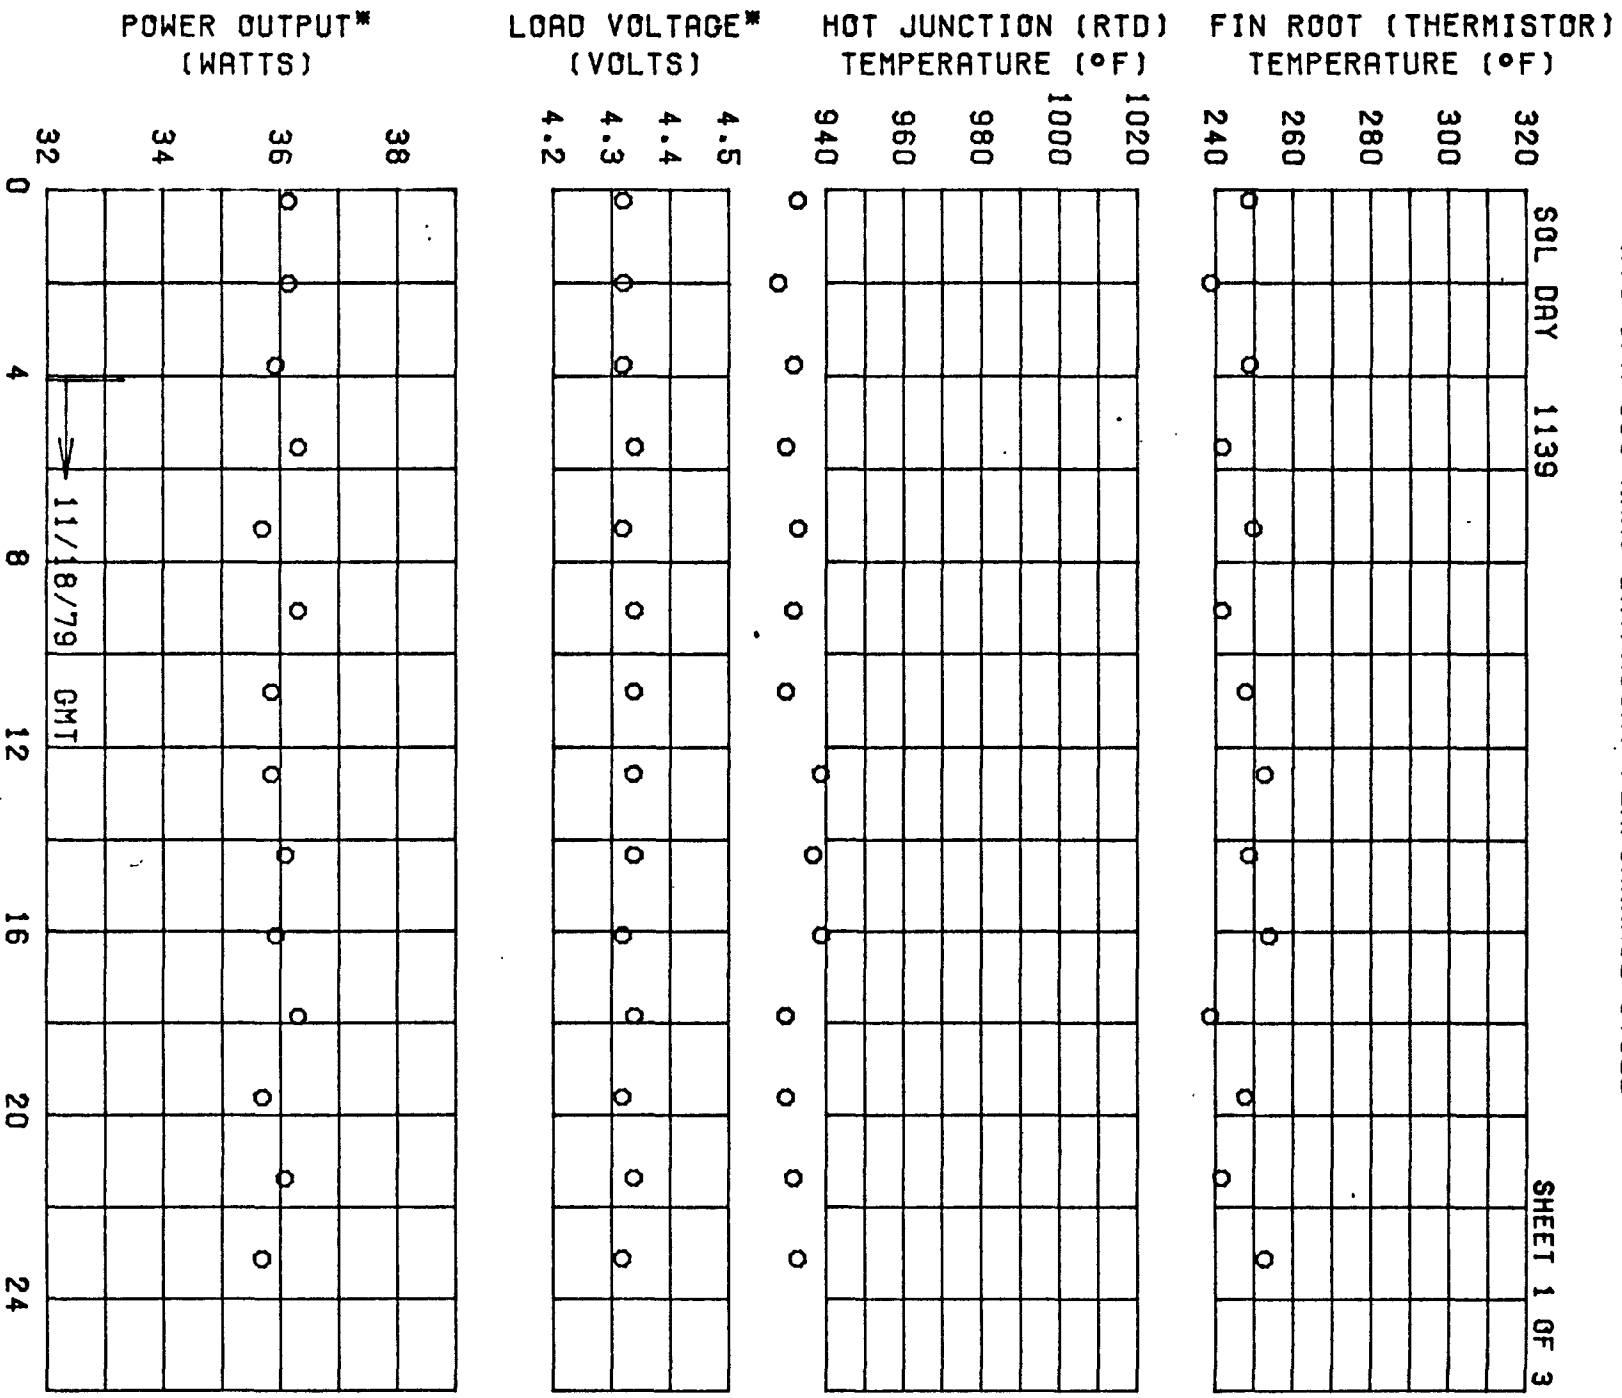 POWER OUTPUT*
(WATTS)
LOAD VOLTAGE*
(VOLTS)
HOT JUNCTION (RTD)
TEMPERATURE (°F)
FIN ROOT (THERMISTOR)
TEMPERATURE (°F)
32
34
36
38
4.2
4.3
4.4
4.5
940
960
980
1000
1020
240
260
280
300
320
SOL DAY 1139
SHEET 1 OF 3
11/18/79 GMT
0
4
8
12
16
20
24